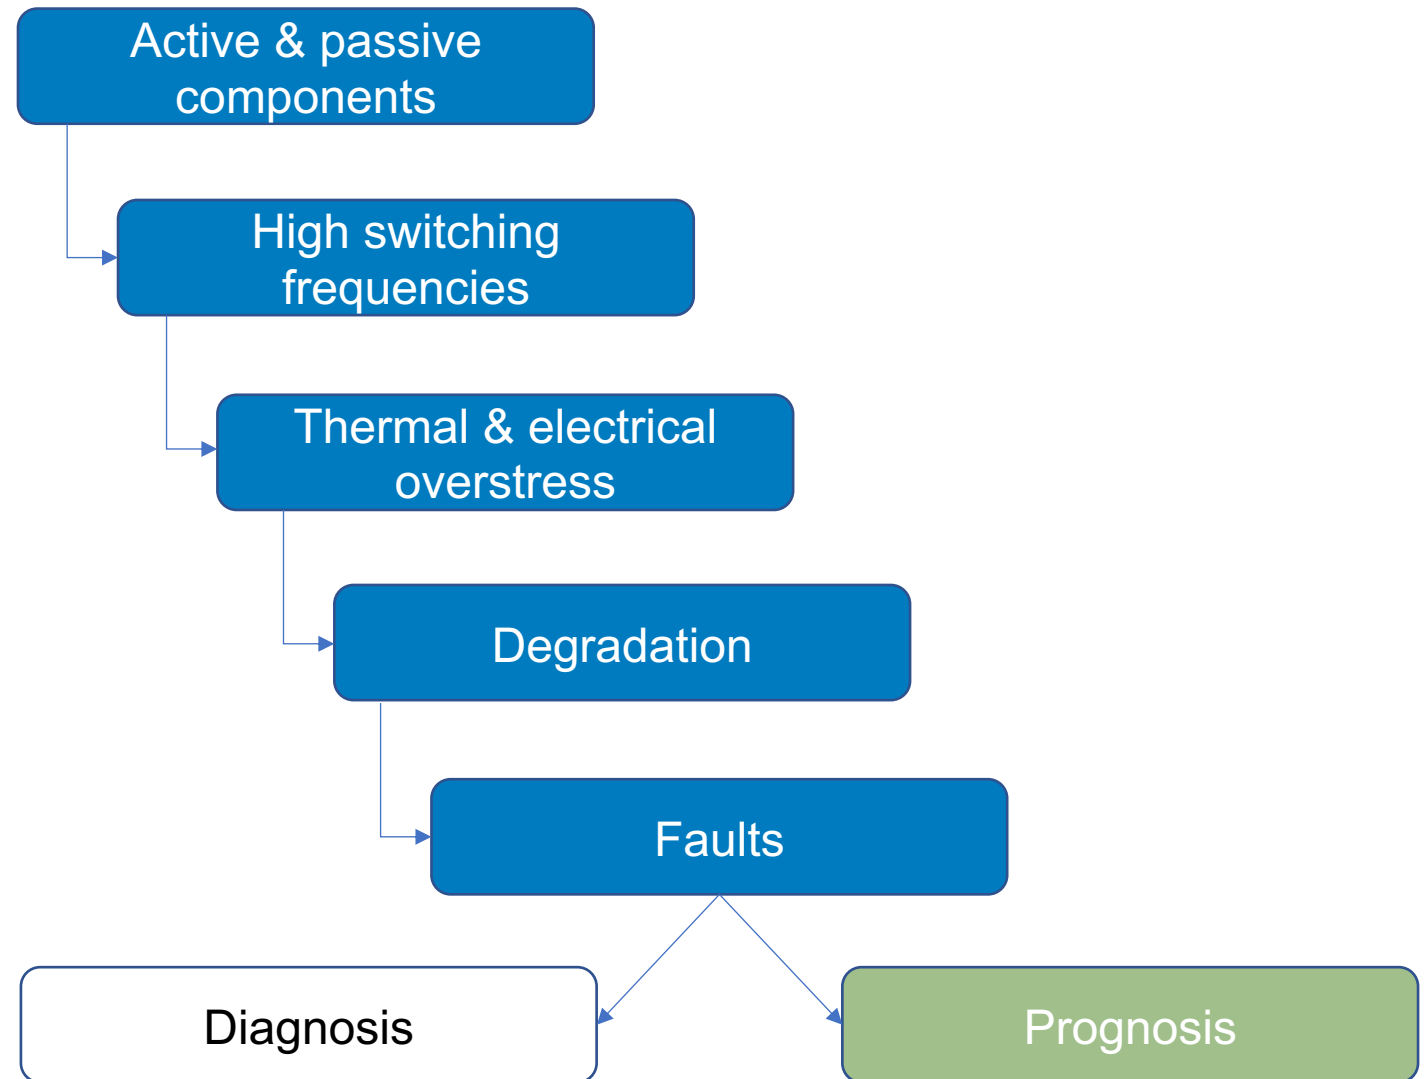 Active & passive
components
High switching
frequencies
Thermal & electrical
overstress
Degradation
Faults
Diagnosis
Prognosis